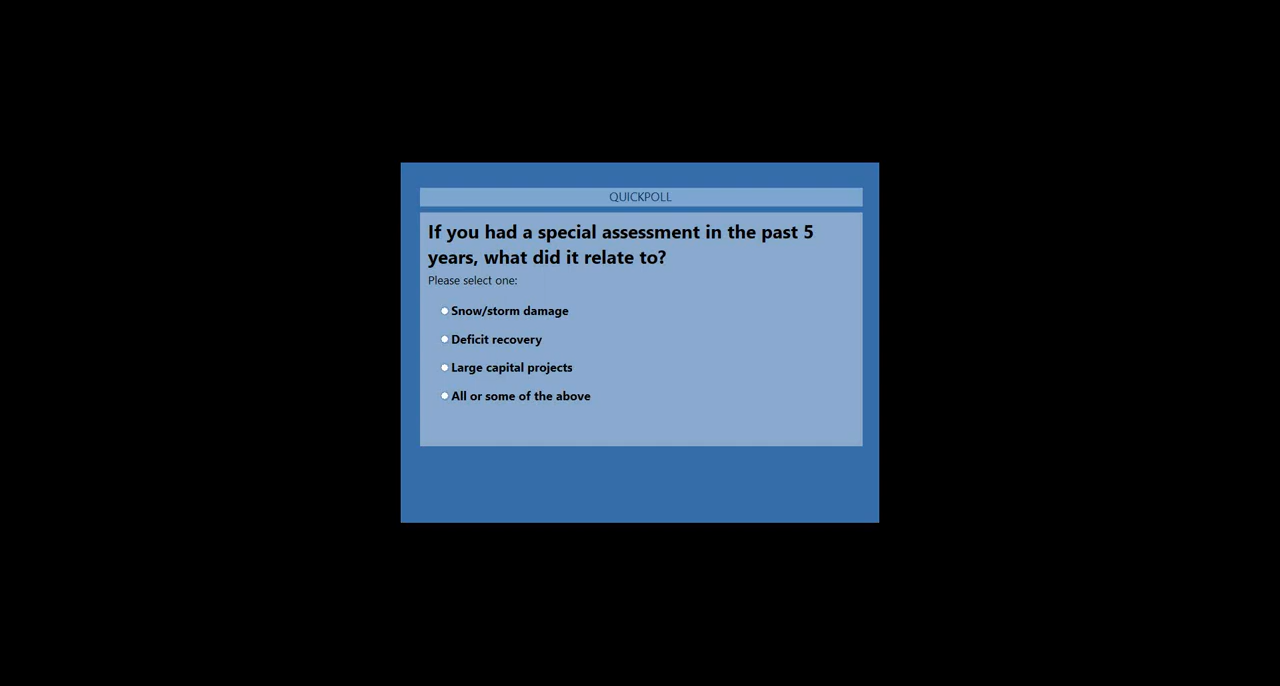 QUICKPOLL
If you had a special assessment in the past 5
years, what did it relate to?
Please select one:
Snow/storm damage
Deficit recovery
Large capital projects
All or some of the above